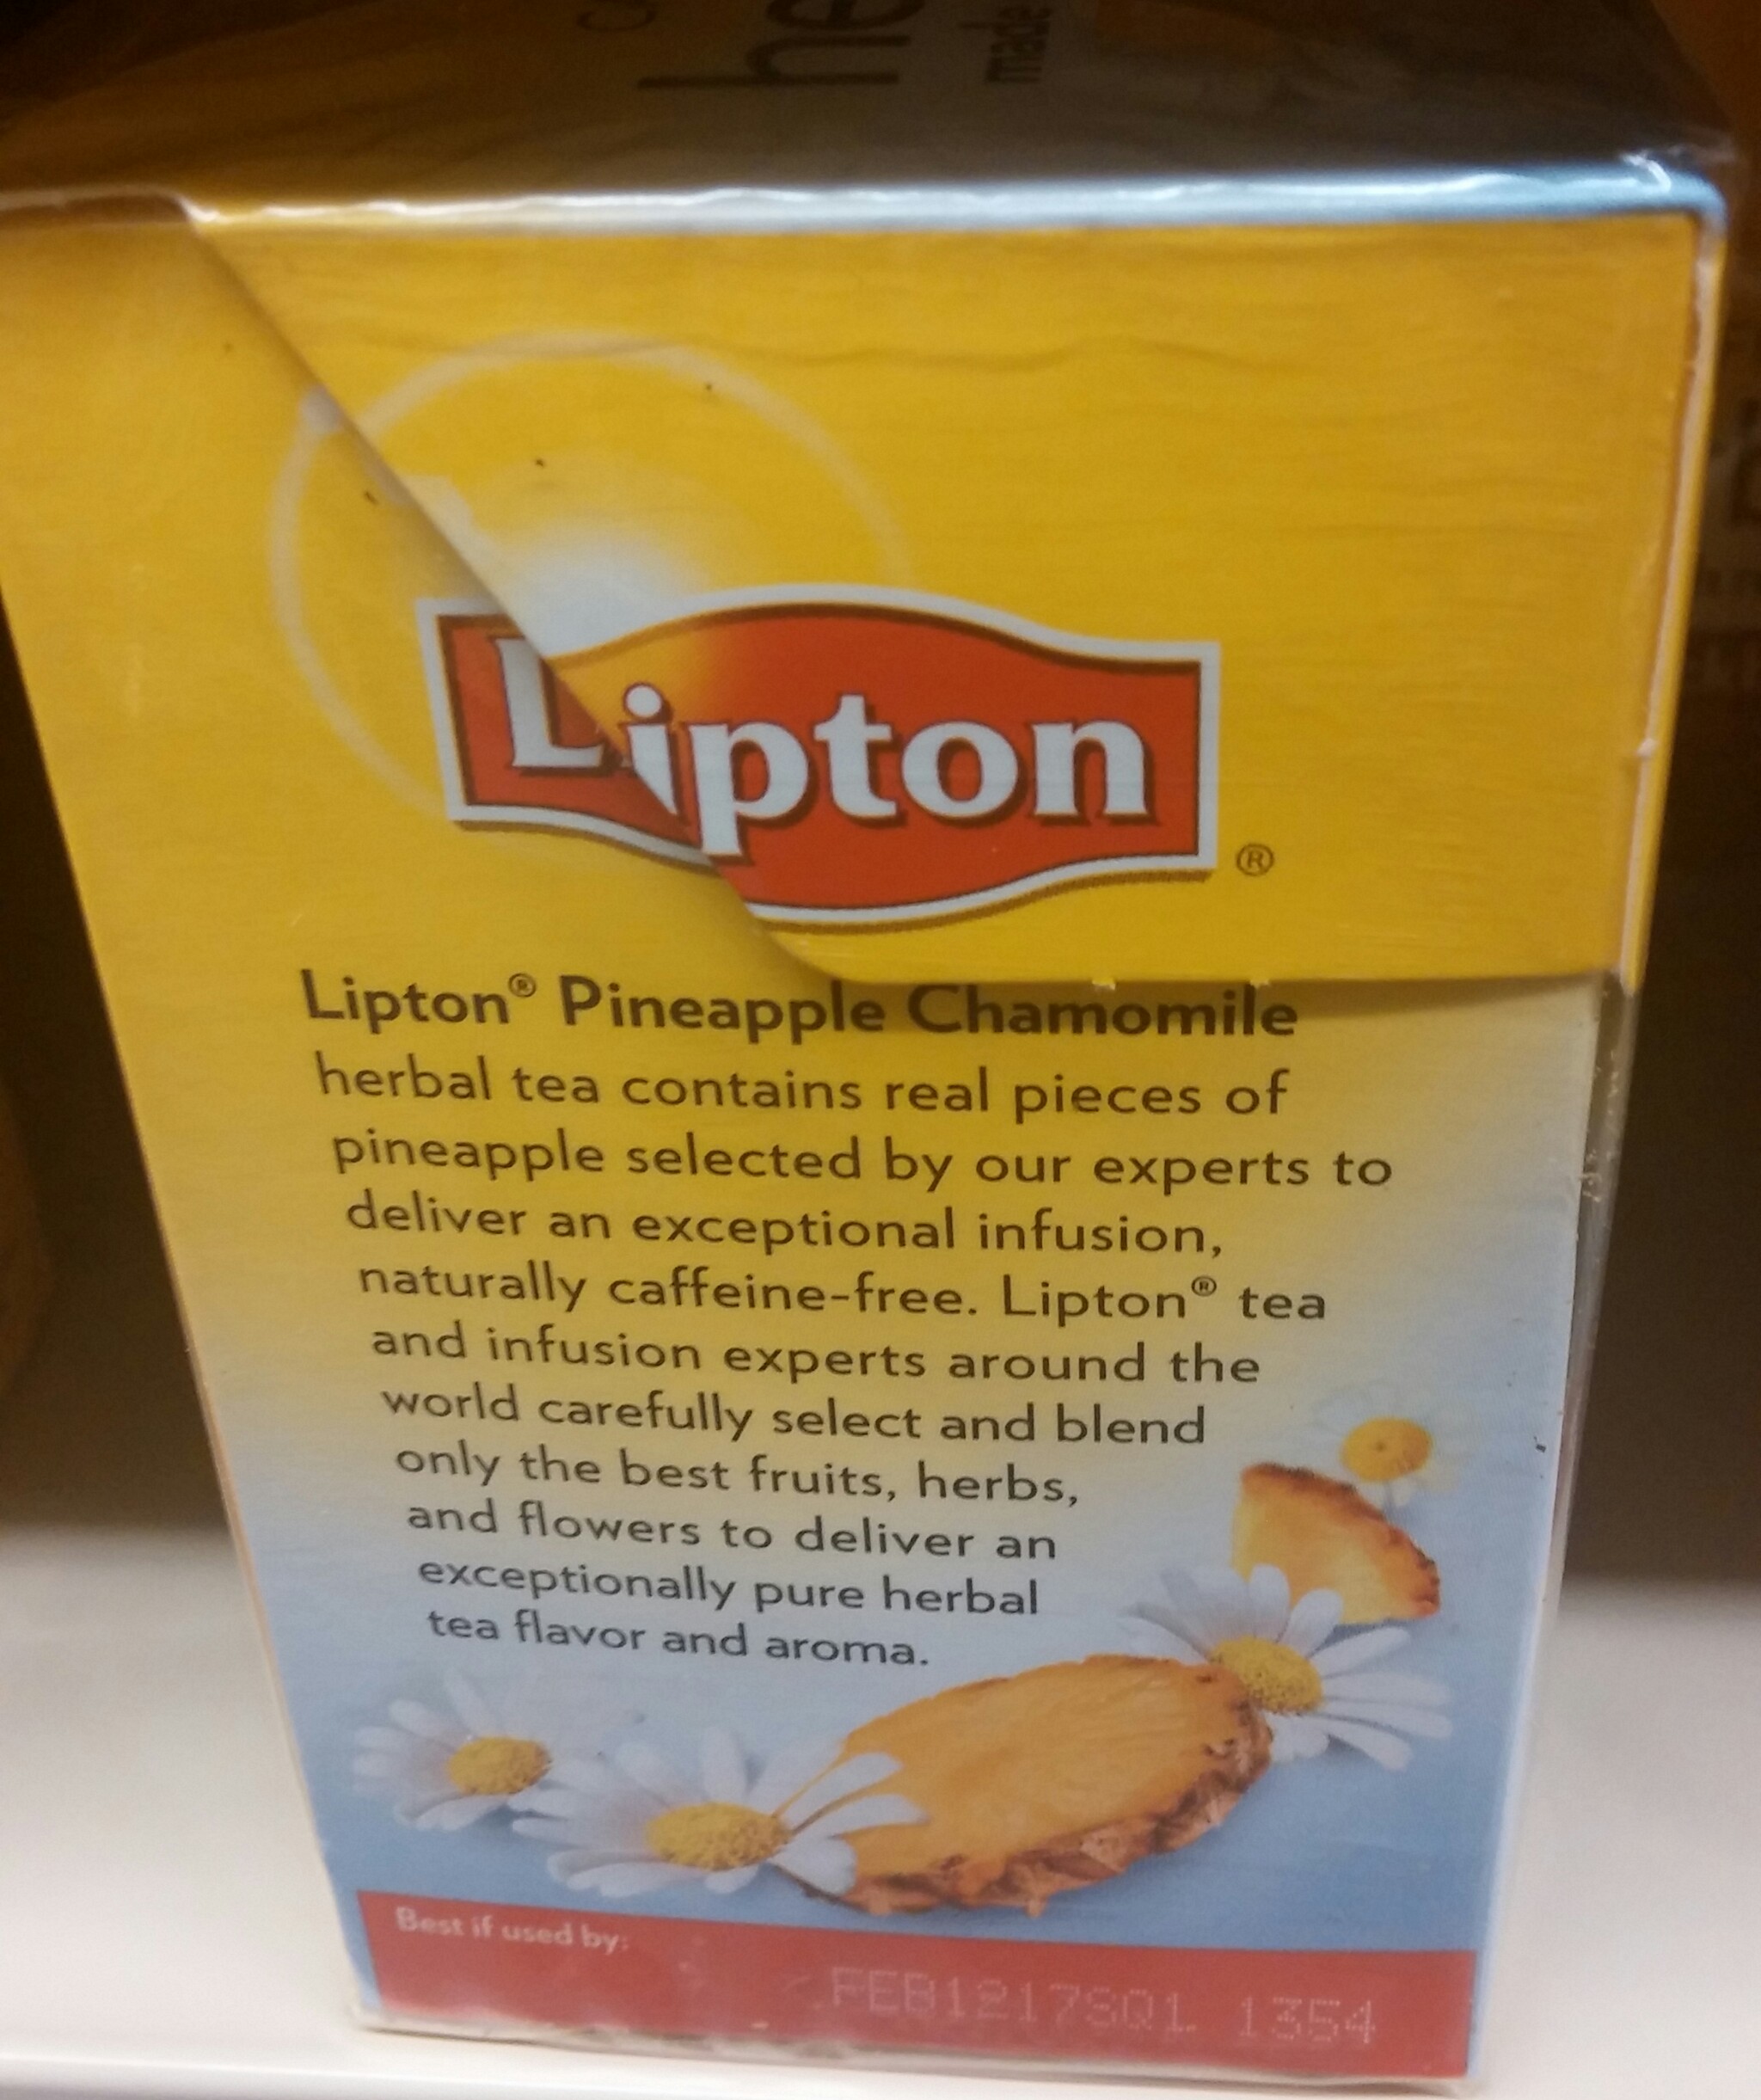 made
Lipton
®
Lipton® Pineapple Chamomile
herbal tea contains real pieces of
pineapple selected by our experts to
deliver an exceptional infusion,
naturally caffeine-free. Lipton® tea
and infusion experts around the
world carefully select and blend
only the best fruits, herbs,
and flowers to deliver an
exceptionally pure herbal
tea flavor and aroma.
Best if used by:
FEB1217SQ1 1354